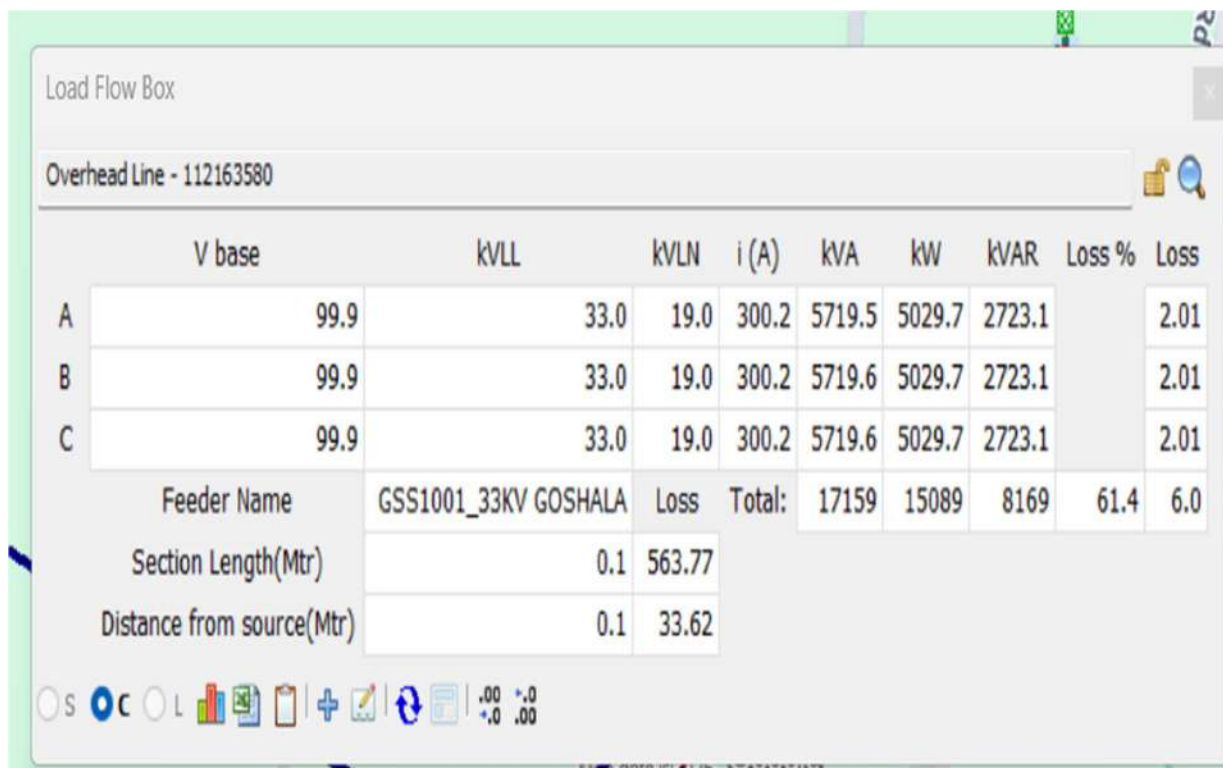 Load Flow Box
Overhead Line - 112163580
V base kVLL kVLN i (A) kVA kW kVAR Loss % Loss
A 99.9 33.0 19.0 300.2 5719.5 5029.7 2723.1 2.01
B 99.9 33.0 19.0 300.2 5719.6 5029.7 2723.1 2.01
C 99.9 33.0 19.0 300.2 5719.6 5029.7 2723.1 2.01
Feeder Name GSS1001_33KV GOSHALA Loss Total: 17159 15089 8169 61.4 6.0
Section Length(Mtr) 0.1 563.77
Distance from source(Mtr) 0.1 33.62
S C L .00 .0 .0 .00